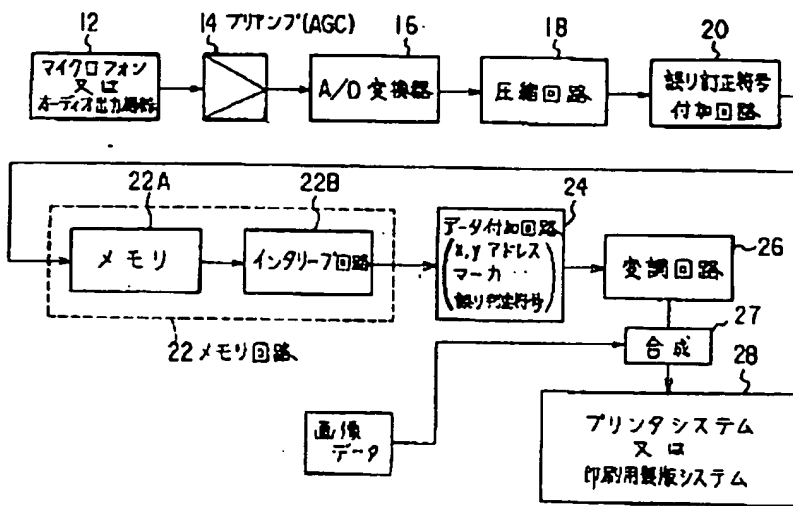 12
マイクロフォン
又は
オーディオ出力機器
14 プリアンプ(AGC)
16
A/D 変換器
18
圧縮回路
20
誤り訂正符号
付加回路
22A
メモリ
22B
インタリーブ回路
22 メモリ回路
24
データ付加回路
x,y アドレス
マーカ‥
誤り判定符号
変調回路
26
合成
27
画像
データ
28
プリンタシステム
又は
印刷用製版システム